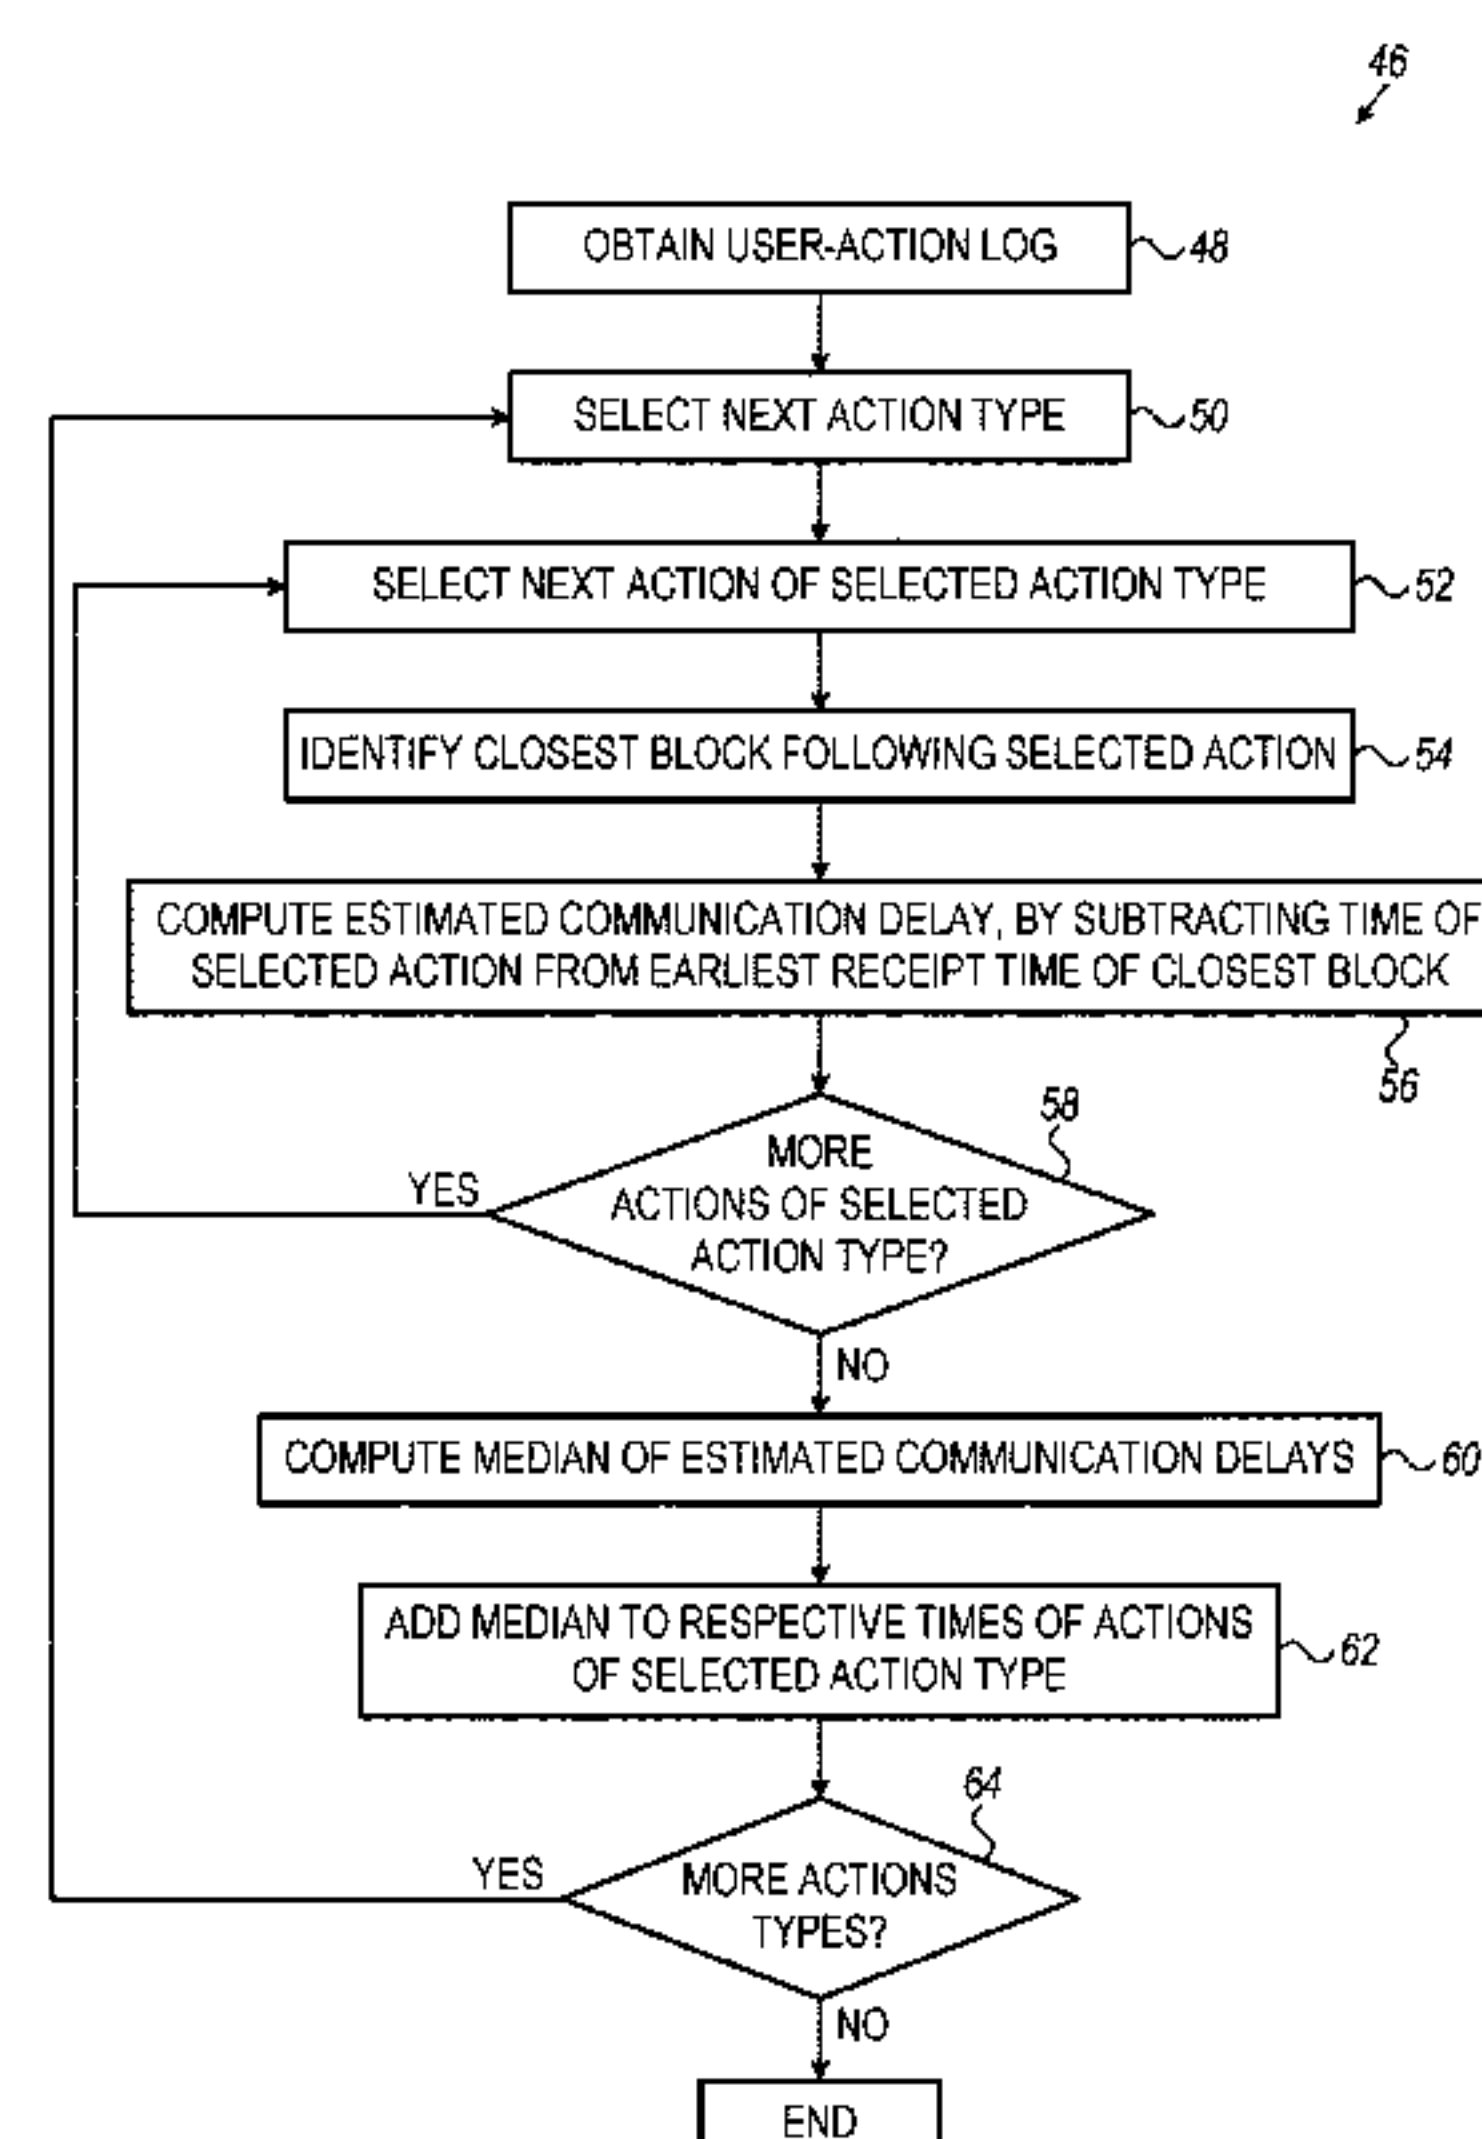 46
OBTAIN USER-ACTION LOG
48
SELECT NEXT ACTION TYPE
50
SELECT NEXT ACTION OF SELECTED ACTION TYPE
52
IDENTIFY CLOSEST BLOCK FOLLOWING SELECTED ACTION
54
COMPUTE ESTIMATED COMMUNICATION DELAY, BY SUBTRACTING TIME OF
SELECTED ACTION FROM EARLIEST RECEIPT TIME OF CLOSEST BLOCK
56
58
MORE
ACTIONS OF SELECTED
ACTION TYPE?
YES
NO
COMPUTE MEDIAN OF ESTIMATED COMMUNICATION DELAYS
60
ADD MEDIAN TO RESPECTIVE TIMES OF ACTIONS
OF SELECTED ACTION TYPE
62
64
YES
MORE ACTIONS
TYPES?
NO
END